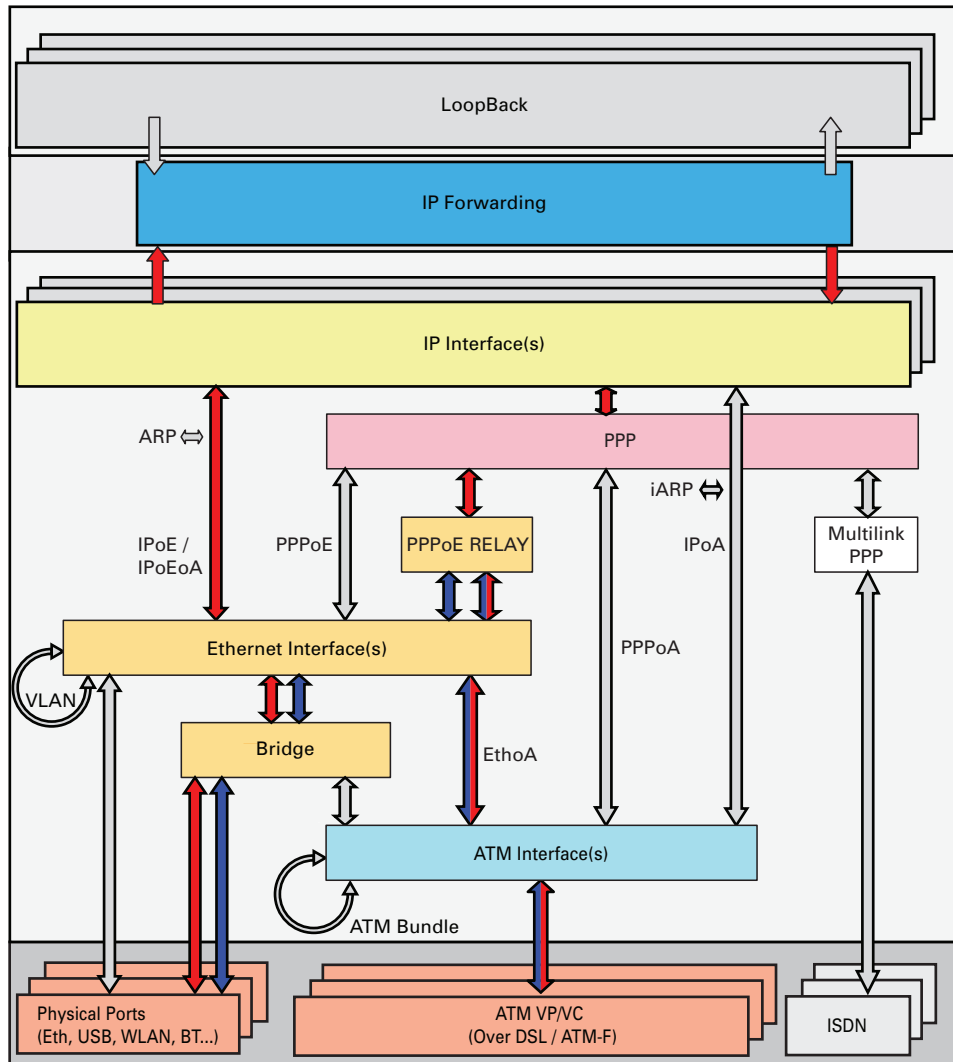 LoopBack
IP Forwarding
IP Interface(s)
ARP
PPP
iARP
IPoE /
IPoEoA
PPPoE
PPPoE RELAY
IPoA
Multilink
PPP
Ethernet Interface(s)
PPPoA
VLAN
Bridge
EthoA
ATM Interface(s)
ATM Bundle
Physical Ports
(Eth, USB, WLAN, BT...)
ATM VP/VC
(Over DSL / ATM-F)
ISDN